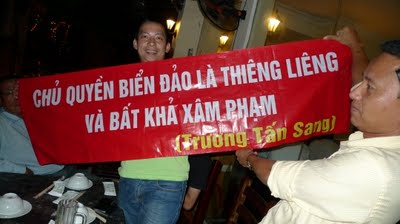 CHỦ QUYỀN BIỂN ĐẢO LÀ THIÊNG LIÊNG
VÀ BẤT KHẢ XÂM PHẠM
(Trương Tấn Sang)